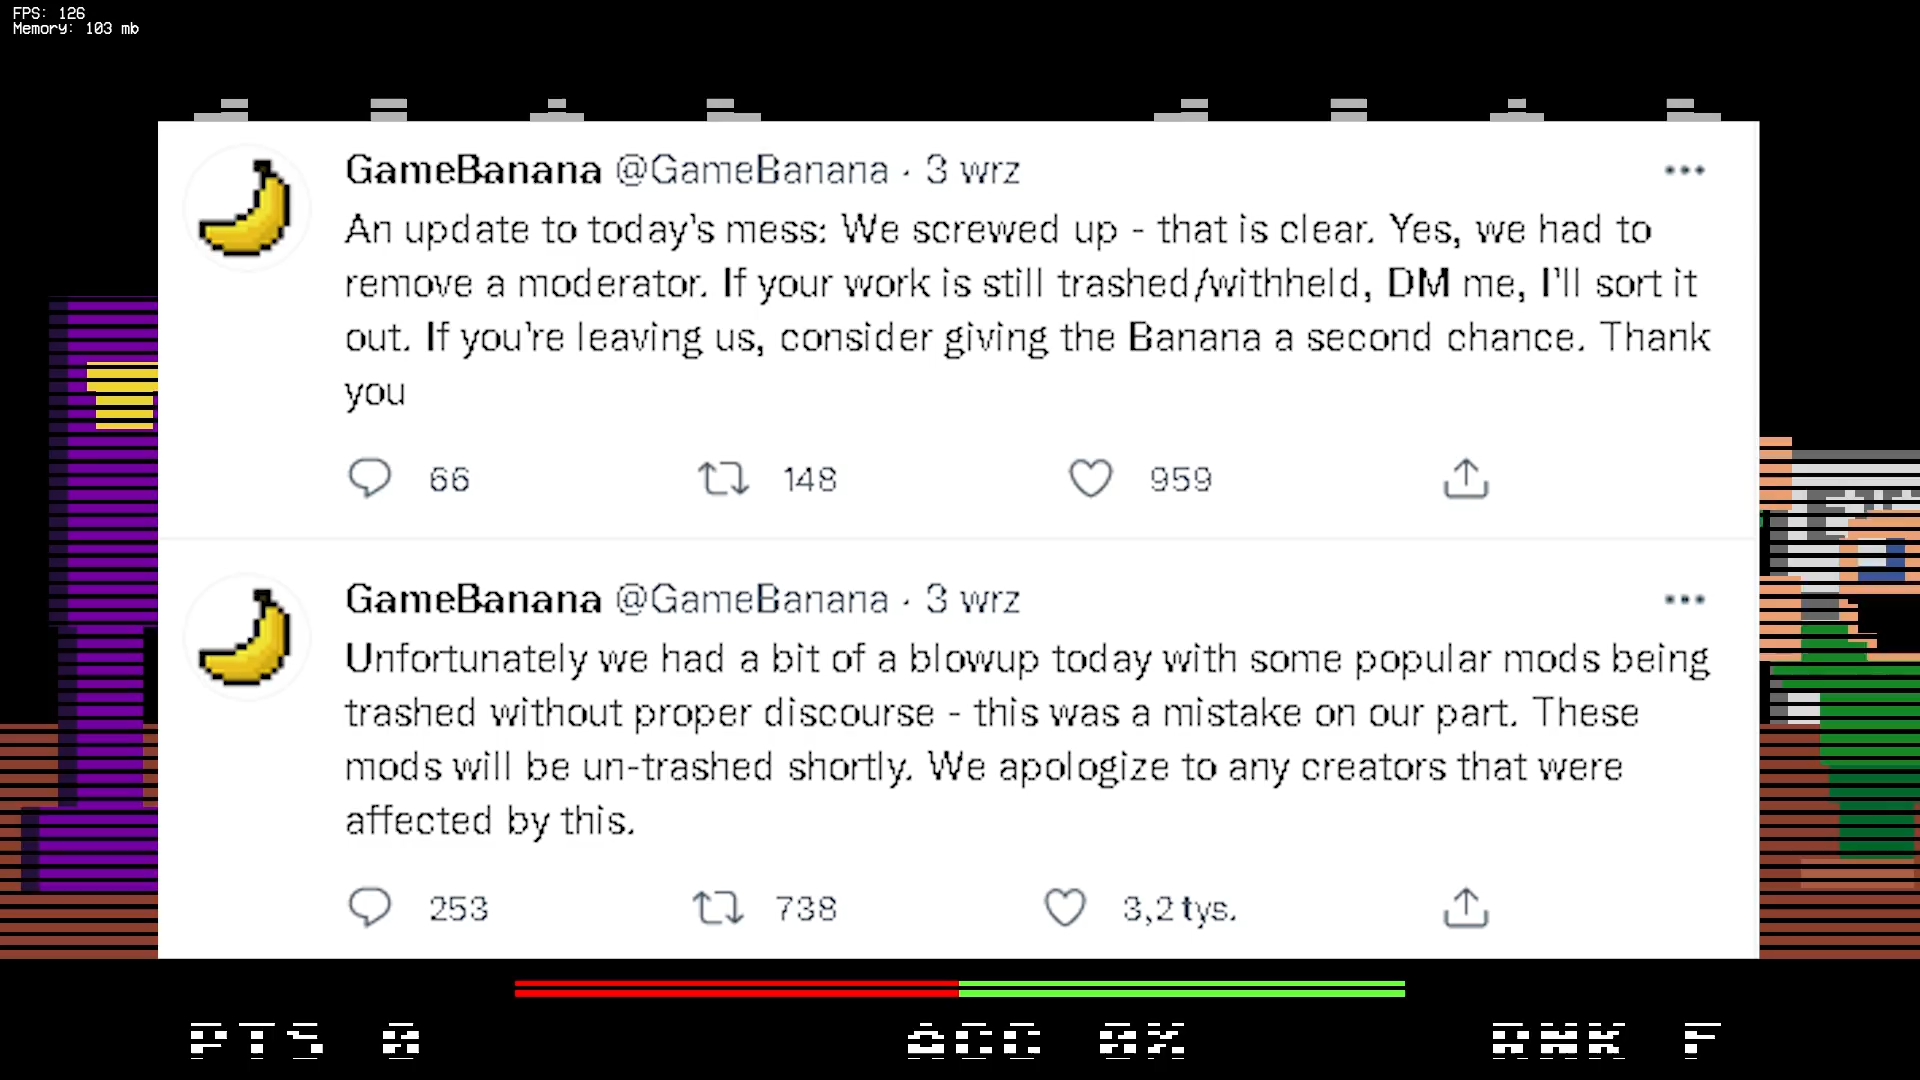 FPS: 126
Memory: 103 mb
GameBanana @GameBanana · 3 wrz
An update to today's mess: We screwed up - that is clear. Yes, we had to
remove a moderator. If your work is still trashed/withheld, DM me, I'll sort it
out. If you're leaving us, consider giving the Banana a second chance. Thank
you
66 148 959
GameBanana @GameBanana · 3 wrz
Unfortunately we had a bit of a blowup today with some popular mods being
trashed without proper discourse - this was a mistake on our part. These
mods will be un-trashed shortly. We apologize to any creators that were
affected by this.
253 738 3,2 tys.
PTS 0 ACC 0% RNK F